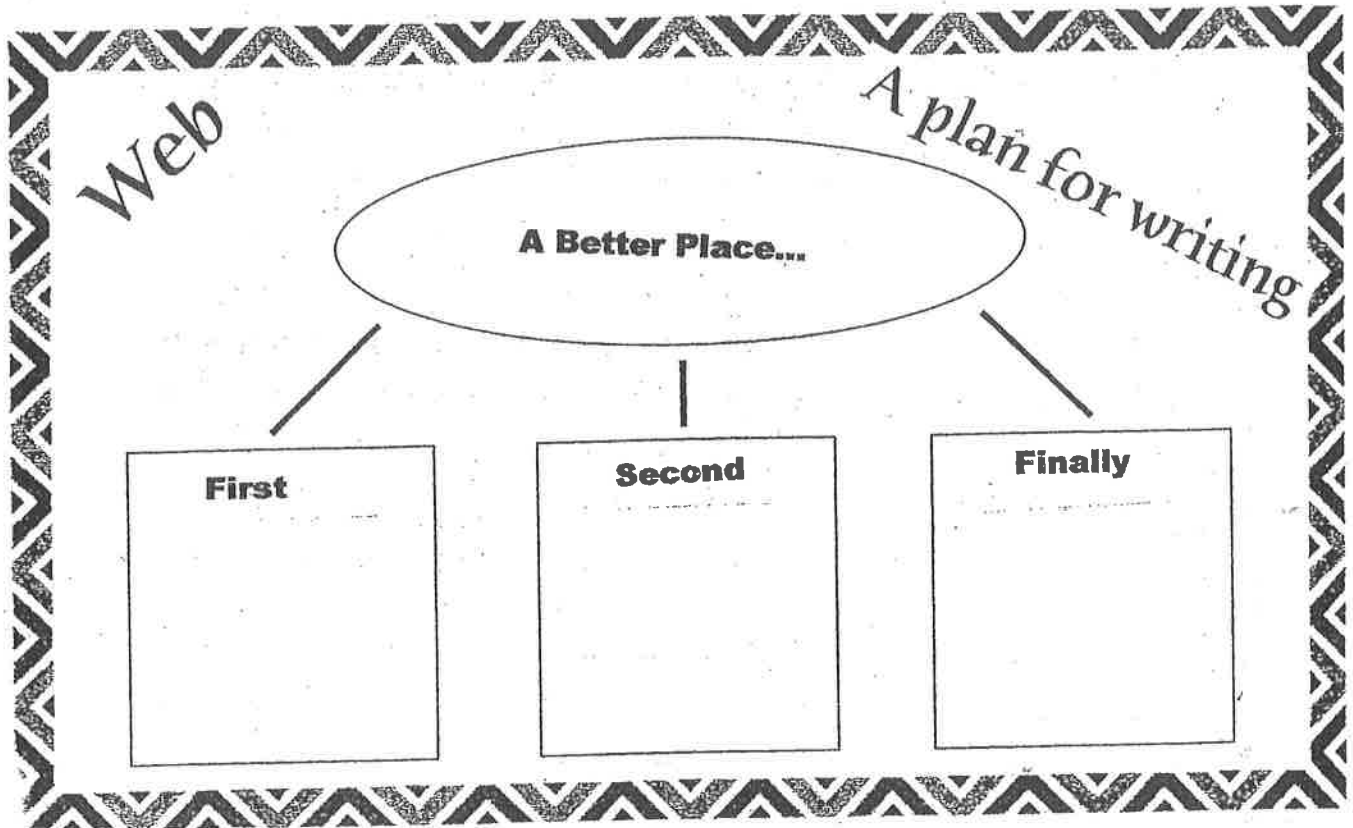 Web
A plan for writing
A Better Place...
First
Second
Finally